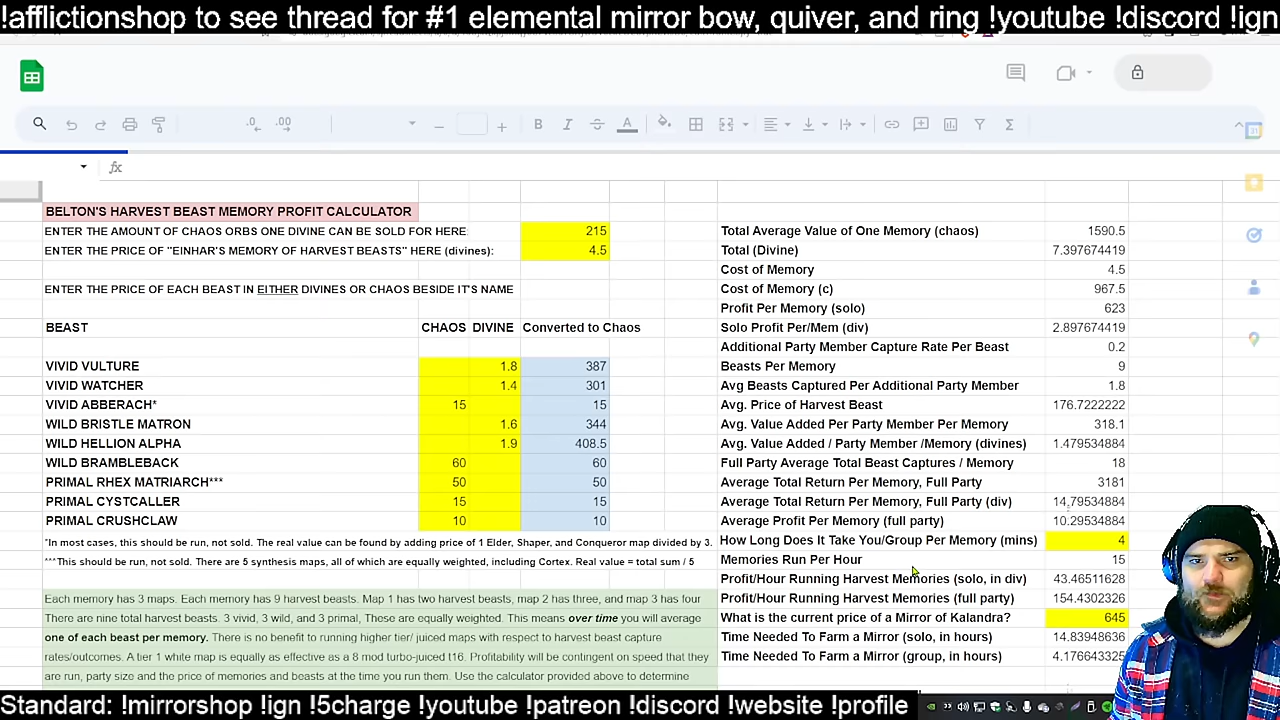 !afflictionshop to see thread for #1 elemental mirror bow, quiver, and ring !youtube !discord !ign
BELTON'S HARVEST BEAST MEMORY PROFIT CALCULATOR
ENTER THE AMOUNT OF CHAOS ORBS ONE DIVINE CAN BE SOLD FOR HERE: 215
ENTER THE PRICE OF "EINHAR'S MEMORY OF HARVEST BEASTS" HERE (divines): 4.5
ENTER THE PRICE OF EACH BEAST IN EITHER DIVINES OR CHAOS BESIDE IT'S NAME
BEAST CHAOS DIVINE Converted to Chaos
VIVID VULTURE 1.8 387
VIVID WATCHER 1.4 301
VIVID ABBERACH* 15 15
WILD BRISTLE MATRON 1.6 344
WILD HELLION ALPHA 1.9 408.5
WILD BRAMBLEBACK 60 60
PRIMAL RHEX MATRIARCH*** 50 50
PRIMAL CYSTCALLER 15 15
PRIMAL CRUSHCLAW 10 10
*In most cases, this should be run, not sold. The real value can be found by adding price of 1 Elder, Shaper, and Conqueror map divided by 3.
***This should be run, not sold. There are 5 synthesis maps, all of which are equally weighted, including Cortex. Real value = total sum / 5
Each memory has 3 maps. Each memory has 9 harvest beasts. Map 1 has two harvest beasts, map 2 has three, and map 3 has four
There are nine total harvest beasts. 3 vivid, 3 wild, and 3 primal, These are equally weighted. This means over time you will average
one of each beast per memory. There is no benefit to running higher tier/ juiced maps with respect to harvest beast capture
rates/outcomes. A tier 1 white map is equally as effective as a 8 mod turbo-juiced t16. Profitability will be contingent on speed that they
are run, party size and the price of memories and beasts at the time you run them. Use the calculator provided above to determine
Total Average Value of One Memory (chaos) 1590.5
Total (Divine) 7.397674419
Cost of Memory 4.5
Cost of Memory (c) 967.5
Profit Per Memory (solo) 623
Solo Profit Per/Mem (div) 2.897674419
Additional Party Member Capture Rate Per Beast 0.2
Beasts Per Memory 9
Avg Beasts Captured Per Additional Party Member 1.8
Avg. Price of Harvest Beast 176.7222222
Avg. Value Added Per Party Member Per Memory 318.1
Avg. Value Added / Party Member /Memory (divines) 1.479534884
Full Party Average Total Beast Captures / Memory 18
Average Total Return Per Memory, Full Party 3181
Average Total Return Per Memory, Full Party (div) 14.79534884
Average Profit Per Memory (full party) 10.29534884
How Long Does It Take You/Group Per Memory (mins) 4
Memories Run Per Hour 15
Profit/Hour Running Harvest Memories (solo, in div) 43.46511628
Profit/Hour Running Harvest Memories (full party) 154.4302326
What is the current price of a Mirror of Kalandra? 645
Time Needed To Farm a Mirror (solo, in hours) 14.83948636
Time Needed To Farm a Mirror (group, in hours) 4.176643325
Standard: !mirrorshop !ign !5charge !youtube !patreon !discord !website !profile